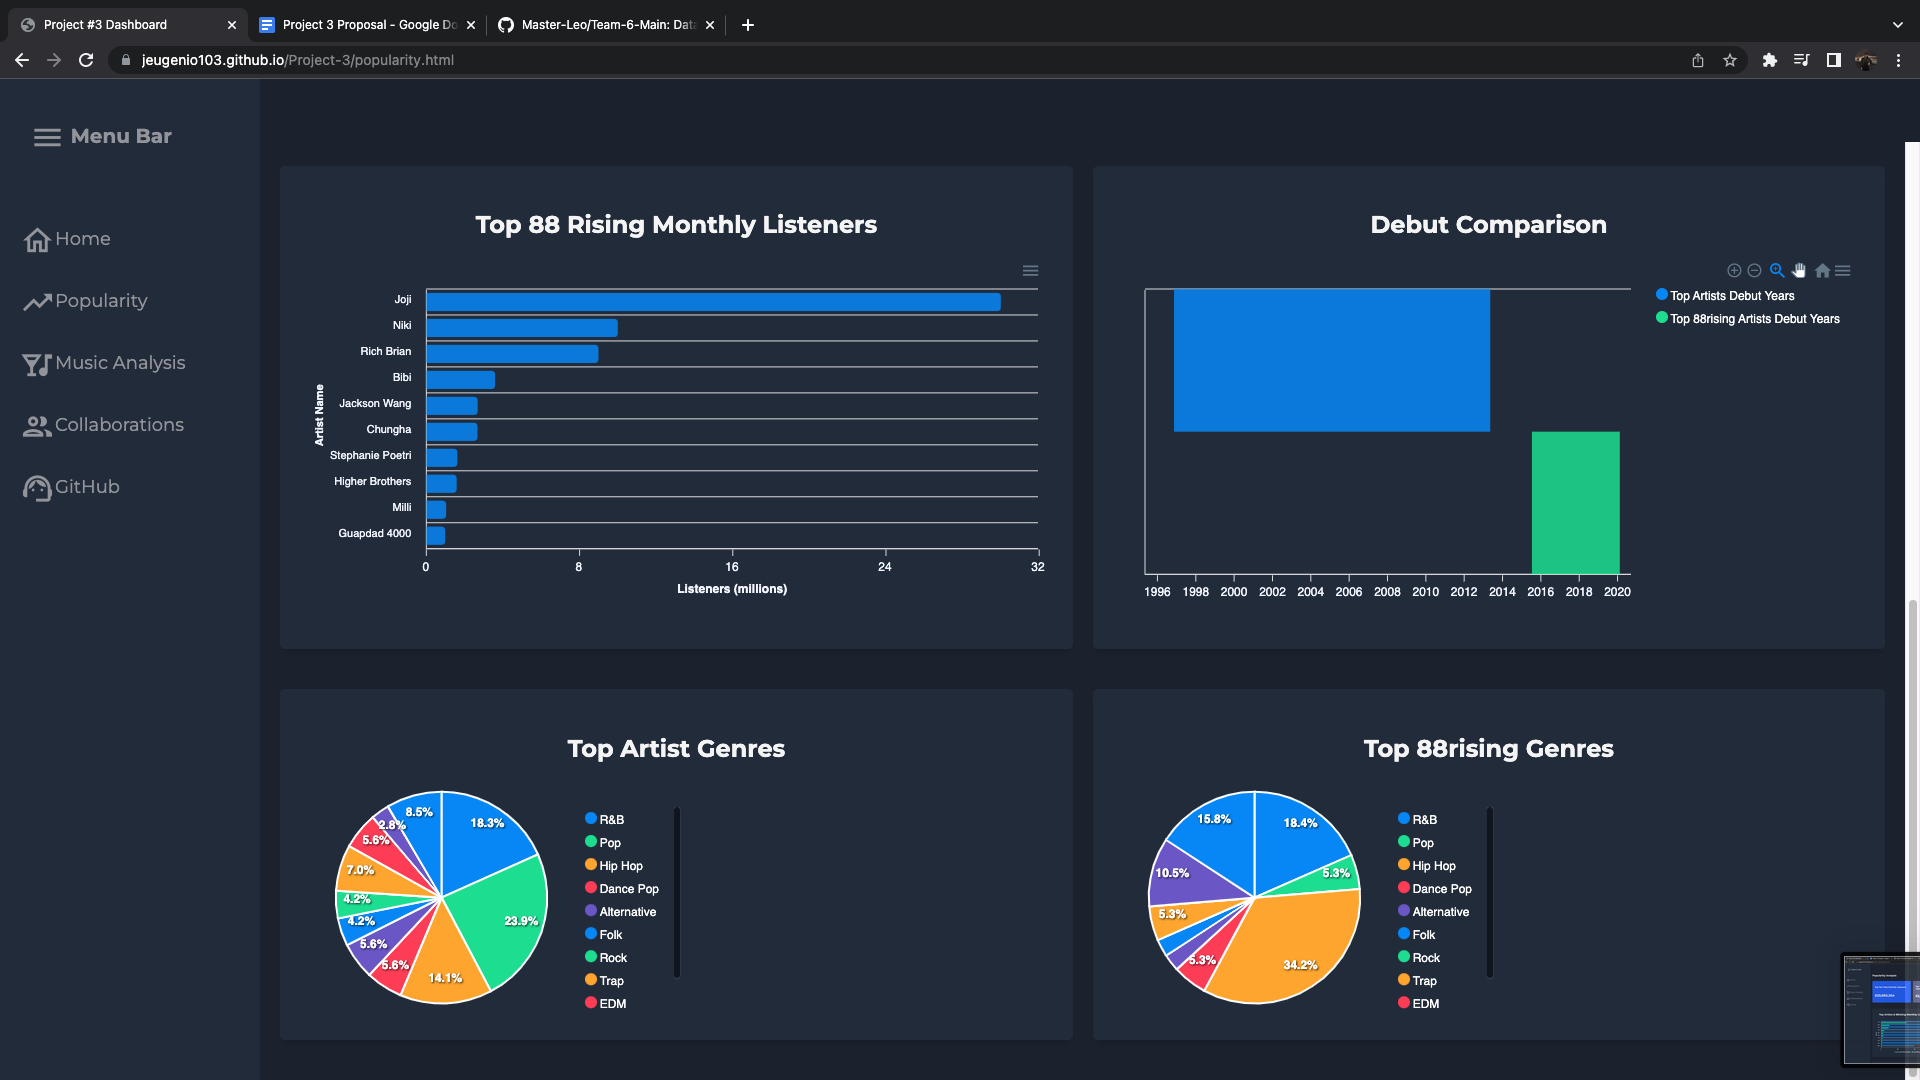 Project #3 Dashboard
Project 3 Proposal - Google Do
Master-Leo/Team-6-Main: Data
jeugenio103.github.io/Project-3/popularity.html
Menu Bar
Home
Popularity
Music Analysis
Collaborations
GitHub
Top 88 Rising Monthly Listeners
Artist Name
Joji
Niki
Rich Brian
Bibi
Jackson Wang
Chungha
Stephanie Poetri
Higher Brothers
Milli
Guapdad 4000
0 8 16 24 32
Listeners (millions)
Debut Comparison
Top Artists Debut Years
Top 88rising Artists Debut Years
1996 1998 2000 2002 2004 2006 2008 2010 2012 2014 2016 2018 2020
Top Artist Genres
8.5%
18.3%
2.8%
5.6%
7.0%
4.2%
4.2%
23.9%
5.6%
5.6%
14.1%
R&B
Pop
Hip Hop
Dance Pop
Alternative
Folk
Rock
Trap
EDM
Top 88rising Genres
15.8%
18.4%
10.5%
5.3%
5.3%
5.3%
34.2%
R&B
Pop
Hip Hop
Dance Pop
Alternative
Folk
Rock
Trap
EDM